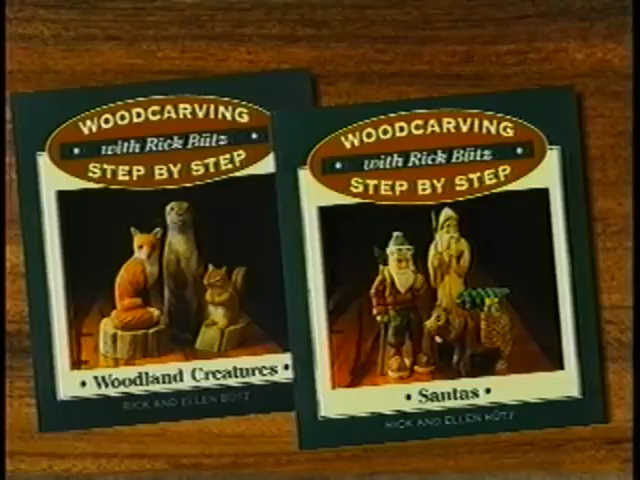 WOODCARVING
with Rick Bütz
STEP BY STEP
• Woodland Creatures •
RICK AND ELLEN BÜTZ
WOODCARVING
with Rick Bütz
STEP BY STEP
• Santas •
RICK AND ELLEN BÜTZ